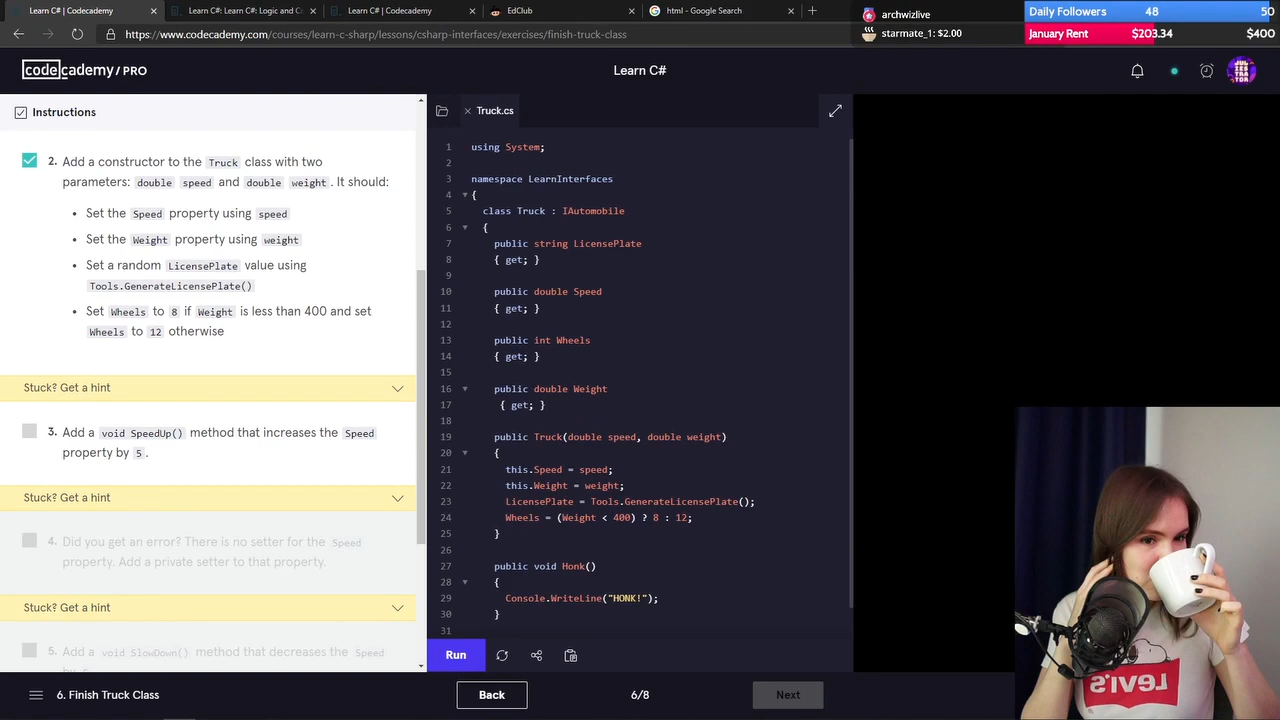 Learn C# | Codecademy
Learn C#: Learn C#: Logic and C
Learn C# | Codecademy
EdClub
html - Google Search
https://www.codecademy.com/courses/learn-c-sharp/lessons/csharp-interfaces/exercises/finish-truck-class
archwizlive
starmate_1: $2.00
Daily Followers 48 50
January Rent $203.34 $400
codecademy/PRO
Learn C#
Instructions
2. Add a constructor to the Truck class with two
parameters: double speed and double weight. It should:
Set the Speed property using speed
Set the Weight property using weight
Set a random LicensePlate value using
Tools.GenerateLicensePlate()
Set Wheels to 8 if Weight is less than 400 and set
Wheels to 12 otherwise
Stuck? Get a hint
3. Add a void SpeedUp() method that increases the Speed
property by 5.
Stuck? Get a hint
4. Did you get an error? There is no setter for the Speed
property. Add a private setter to that property.
Stuck? Get a hint
5. Add a void SlowDown() method that decreases the Speed
Truck.cs
1 using System;
2
3 namespace LearnInterfaces
4 {
5 class Truck : IAutomobile
6 {
7 public string LicensePlate
8 { get; }
9
10 public double Speed
11 { get; }
12
13 public int Wheels
14 { get; }
15
16 public double Weight
17 { get; }
18
19 public Truck(double speed, double weight)
20 {
21 this.Speed = speed;
22 this.Weight = weight;
23 LicensePlate = Tools.GenerateLicensePlate();
24 Wheels = (Weight < 400) ? 8 : 12;
25 }
26
27 public void Honk()
28 {
29 Console.WriteLine("HONK!");
30 }
31
Run
6. Finish Truck Class
Back
6/8
Next
LEVI'S